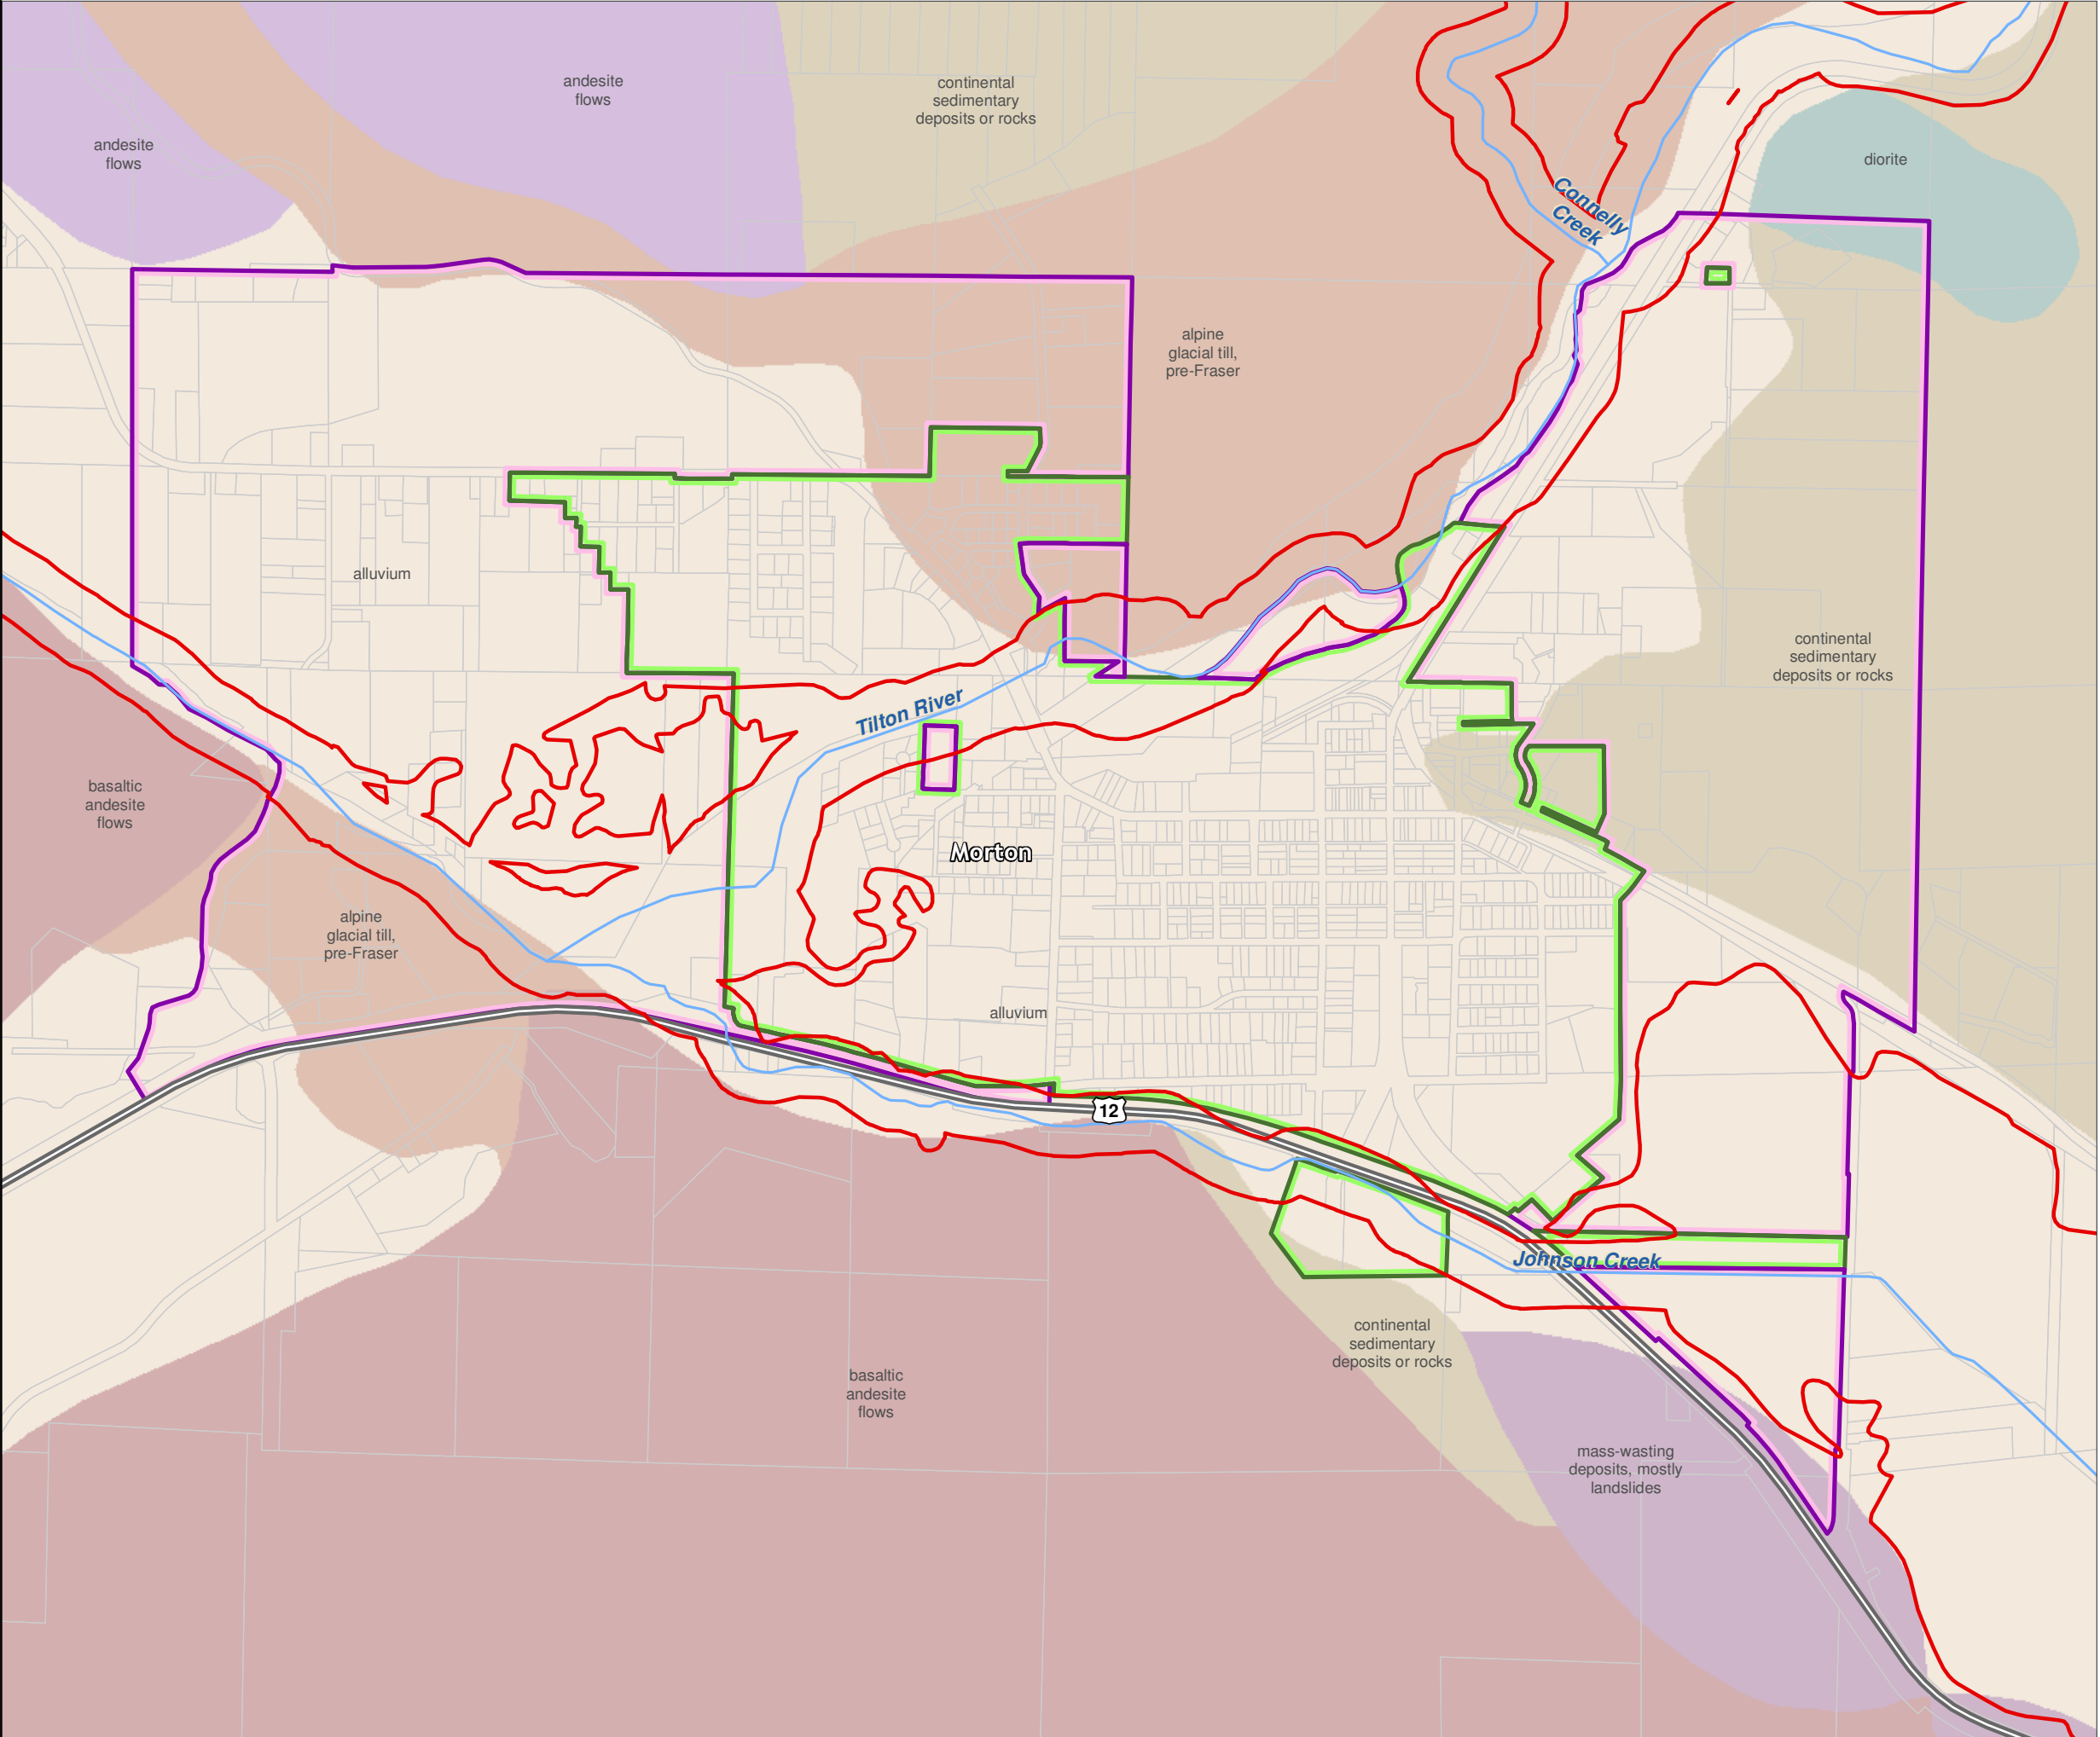 andesite
flows
continental
sedimentary
deposits or rocks
andesite
flows
diorite
Connelly
Creek
alpine
glacial till,
pre-Fraser
alluvium
continental
sedimentary
deposits or rocks
Tilton River
basaltic
andesite
flows
Morton
alpine
glacial till,
pre-Fraser
alluvium
12
Johnson Creek
continental
sedimentary
deposits or rocks
basaltic
andesite
flows
mass-wasting
deposits, mostly
landslides